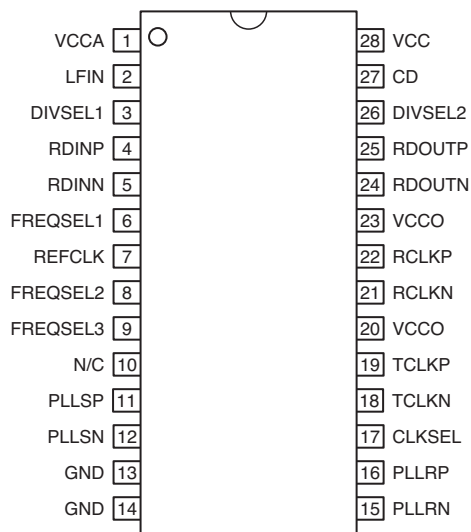 VCCA 1 28 VCC
LFIN 2 27 CD
DIVSEL1 3 26 DIVSEL2
RDINP 4 25 RDOUTP
RDINN 5 24 RDOUTN
FREQSEL1 6 23 VCCO
REFCLK 7 22 RCLKP
FREQSEL2 8 21 RCLKN
FREQSEL3 9 20 VCCO
N/C 10 19 TCLKP
PLLSP 11 18 TCLKN
PLLSN 12 17 CLKSEL
GND 13 16 PLLRP
GND 14 15 PLLRN